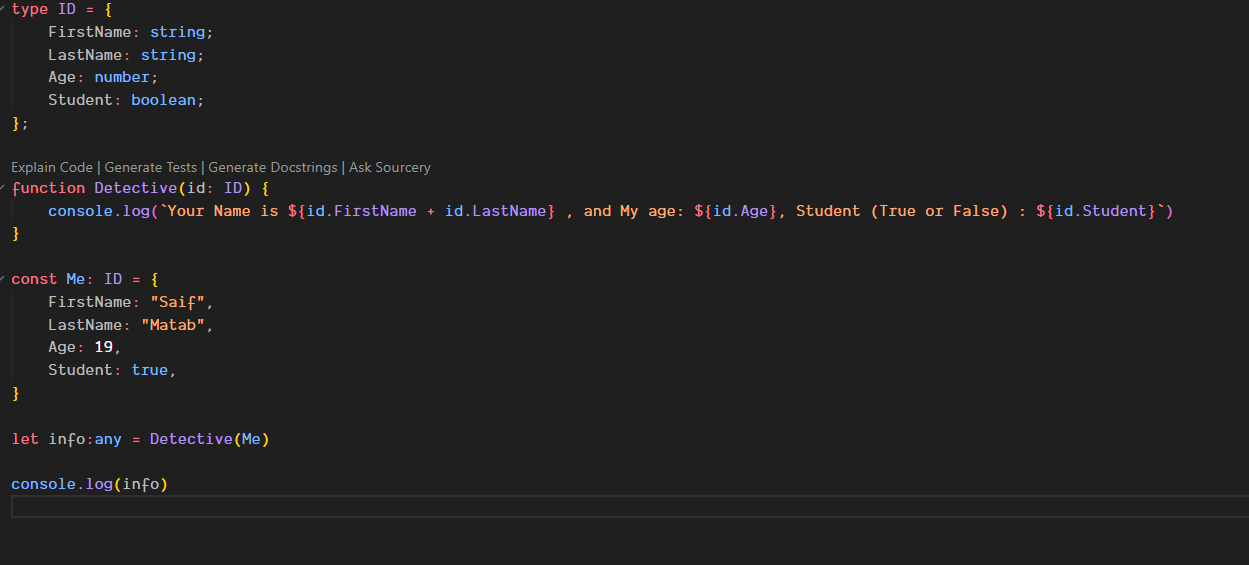 type ID = {
    FirstName: string;
    LastName: string;
    Age: number;
    Student: boolean;
};
Explain Code | Generate Tests | Generate Docstrings | Ask Sourcery
function Detective(id: ID) {
    console.log(`Your Name is ${id.FirstName + id.LastName} , and My age: ${id.Age}, Student (True or False) : ${id.Student}`)
}
const Me: ID = {
    FirstName: "Saif",
    LastName: "Matab",
    Age: 19,
    Student: true,
}
let info:any = Detective(Me)
console.log(info)